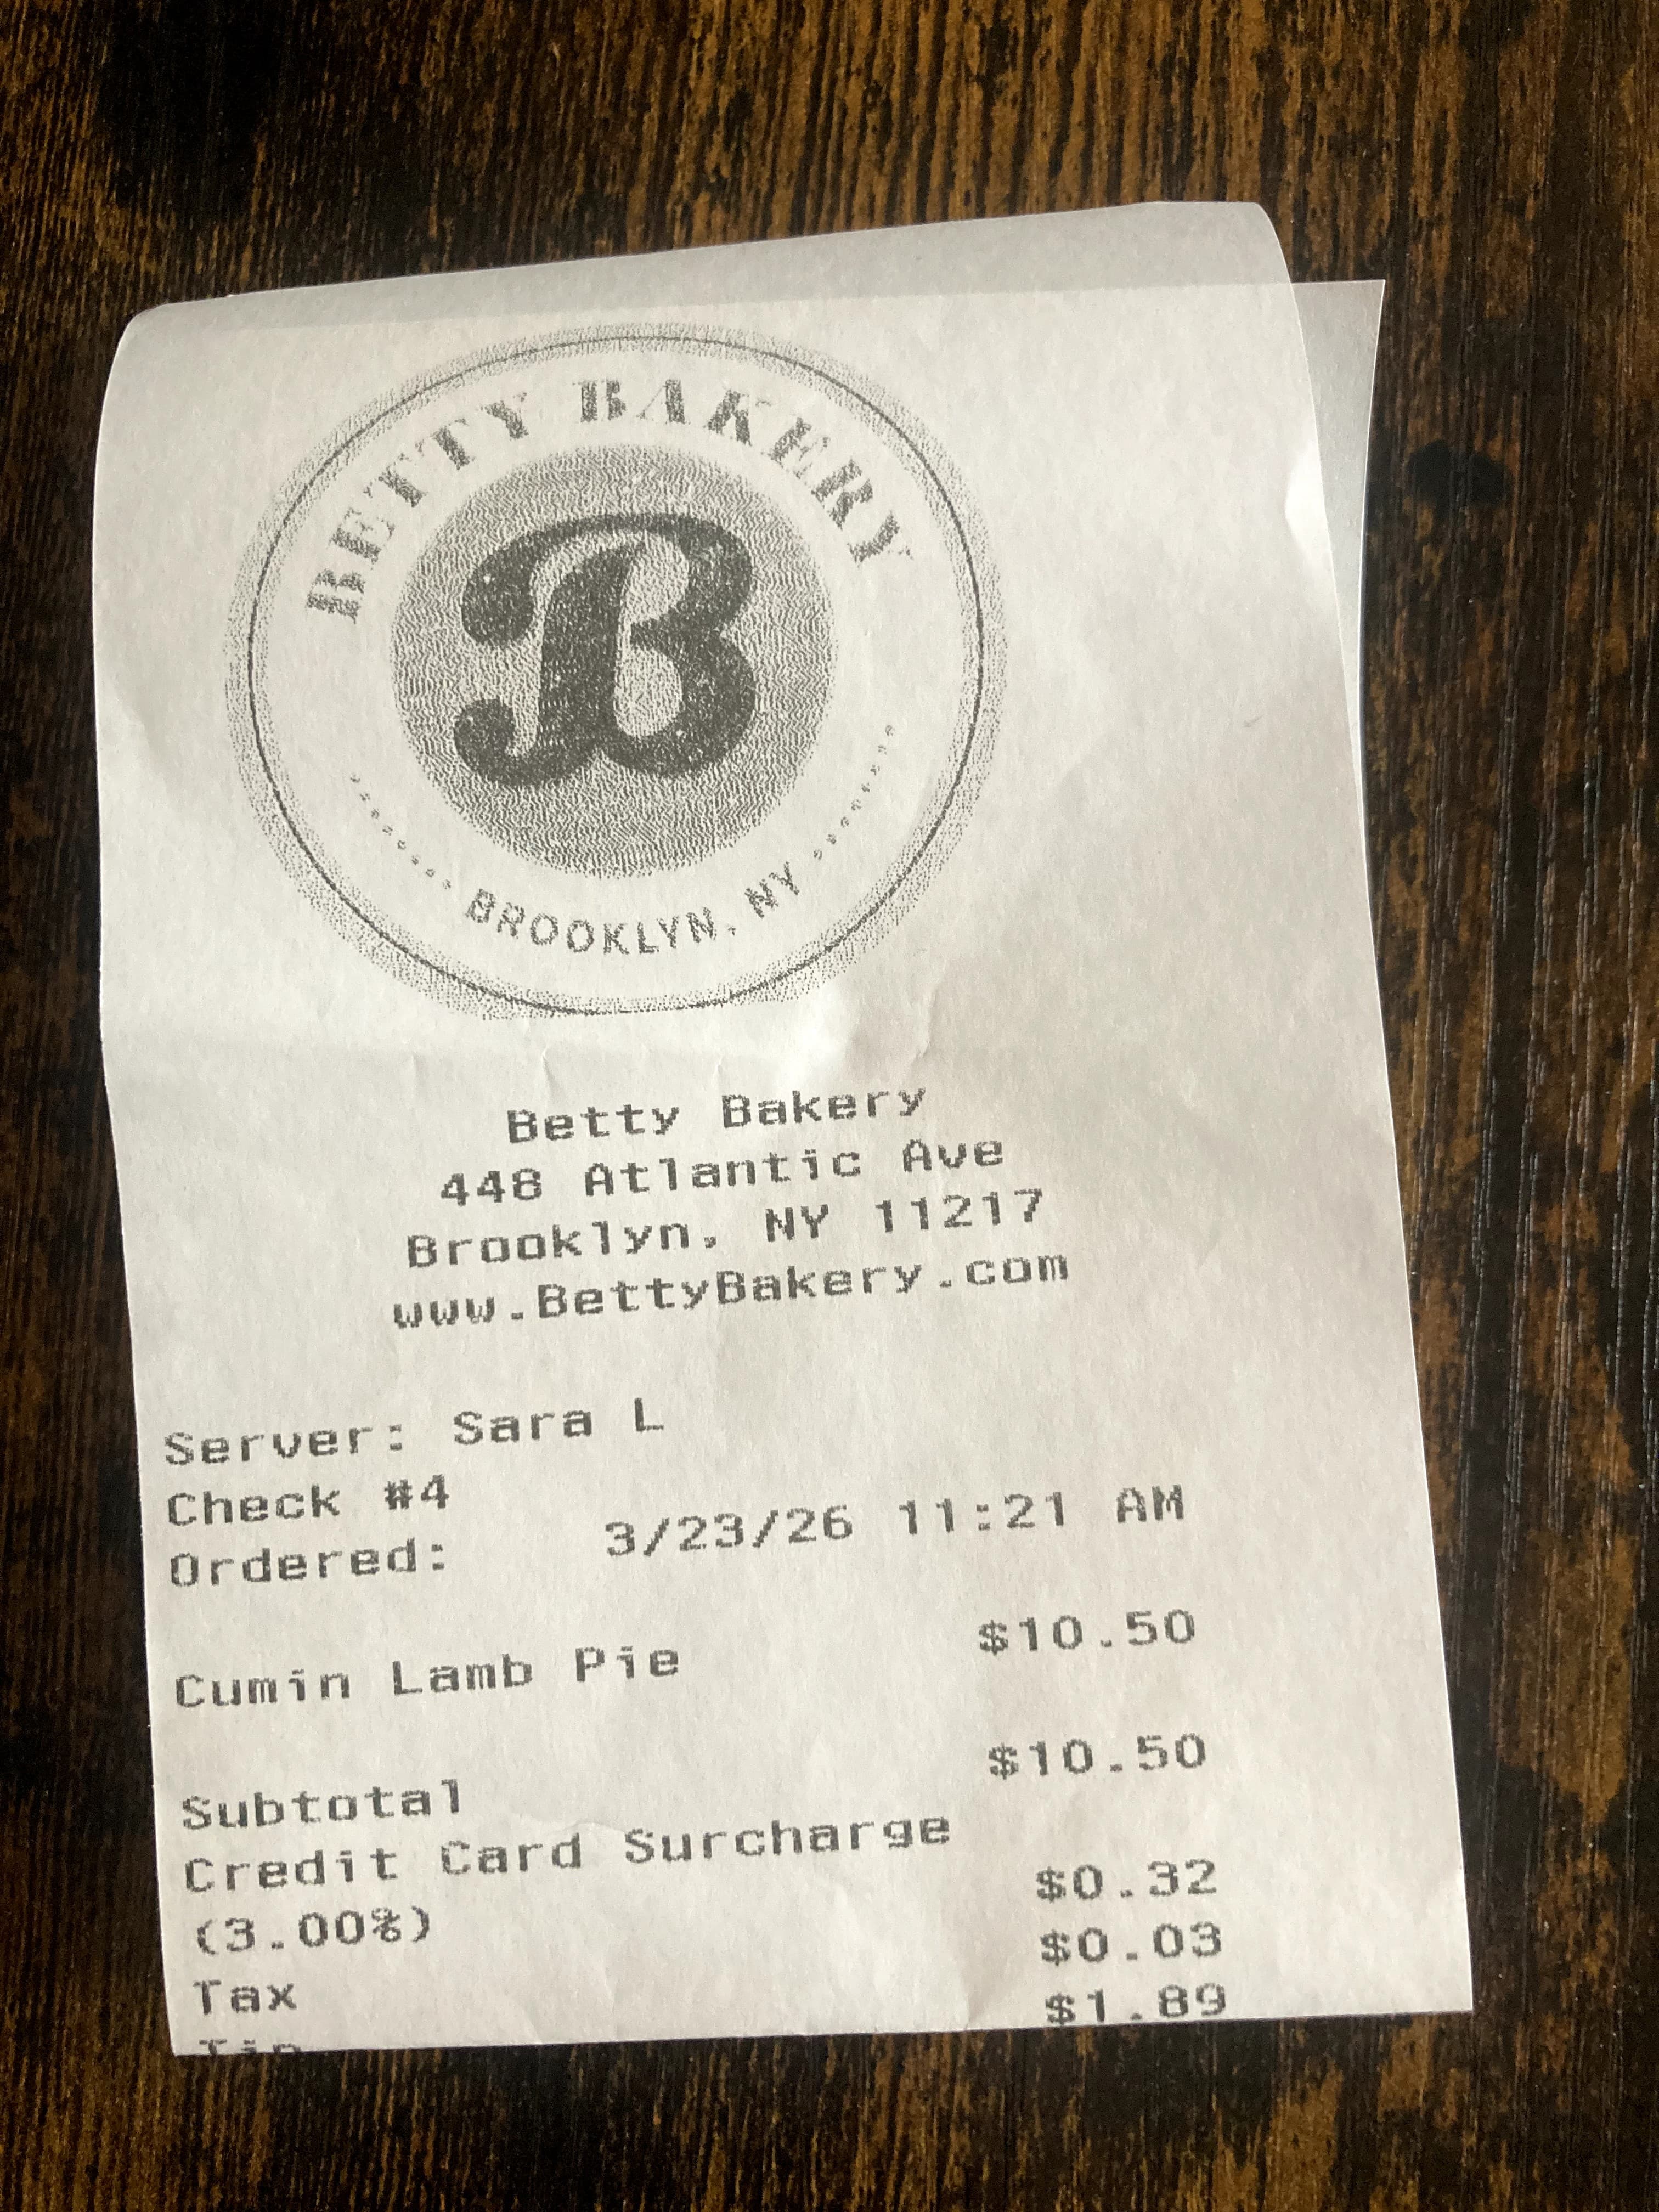 BETTY BAKERY
B
BROOKLYN, NY
Betty Bakery
448 Atlantic Ave
Brooklyn, NY 11217
www.BettyBakery.com
Server: Sara L
Check #4
Ordered: 3/23/26 11:21 AM
Cumin Lamb Pie $10.50
Subtotal $10.50
Credit Card Surcharge
(3.00%) $0.32
Tax $0.03
Tip $1.89